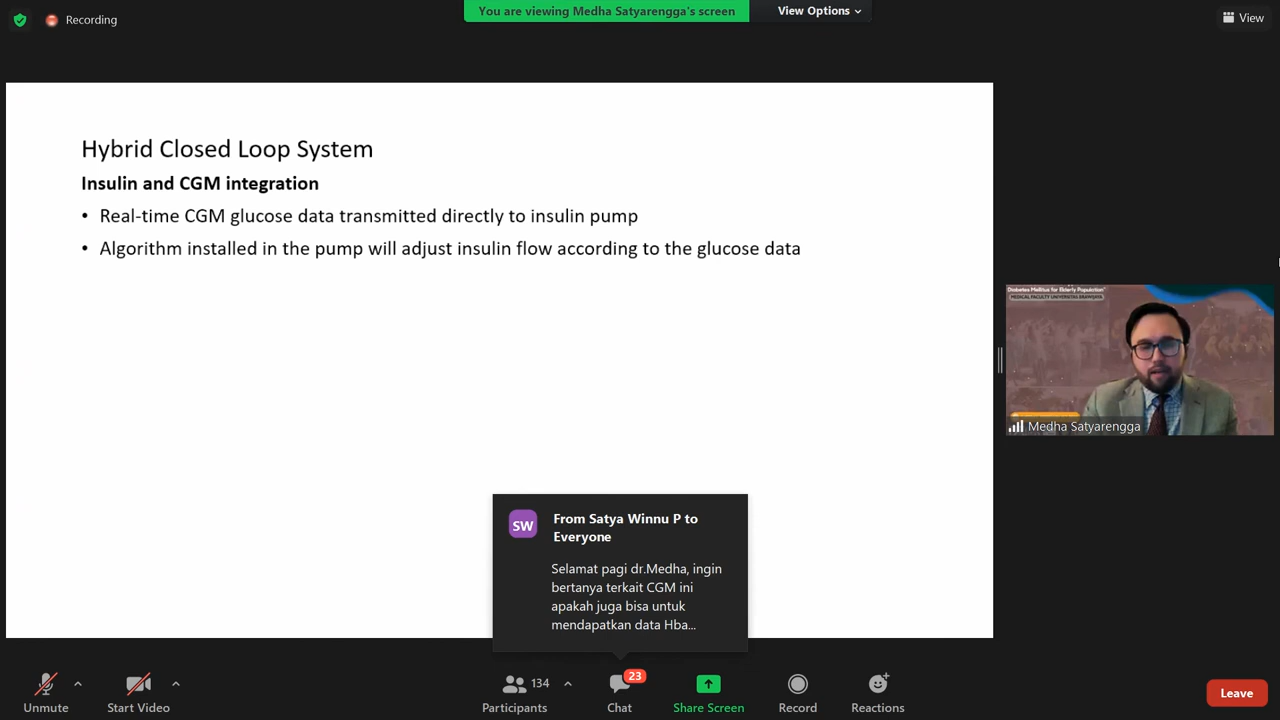 Recording
You are viewing Medha Satyarengga's screen
View Options
View
Hybrid Closed Loop System
Insulin and CGM integration
• Real-time CGM glucose data transmitted directly to insulin pump
• Algorithm installed in the pump will adjust insulin flow according to the glucose data
Diabetes Mellitus for Elderly Population"
MEDICAL FACULTY UNIVERSITAS BRAWIJAYA
Medha Satyarengga
SW
From Satya Winnu P to
Everyone
Selamat pagi dr.Medha, ingin
bertanya terkait CGM ini
apakah juga bisa untuk
mendapatkan data Hba...
Unmute
Start Video
134
Participants
23
Chat
Share Screen
Record
Reactions
Leave